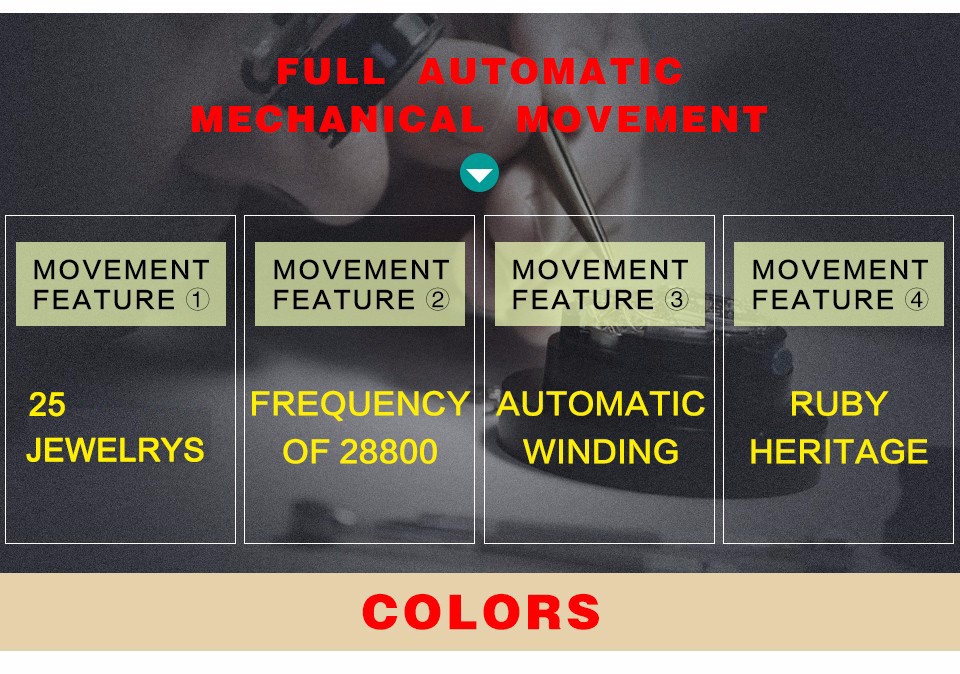 FULL AUTOMATIC
MECHANICAL MOVEMENT
MOVEMENT
FEATURE ①
25
JEWELRYS
MOVEMENT
FEATURE ②
FREQUENCY
OF 28800
MOVEMENT
FEATURE ③
AUTOMATIC
WINDING
MOVEMENT
FEATURE ④
RUBY
HERITAGE
COLORS